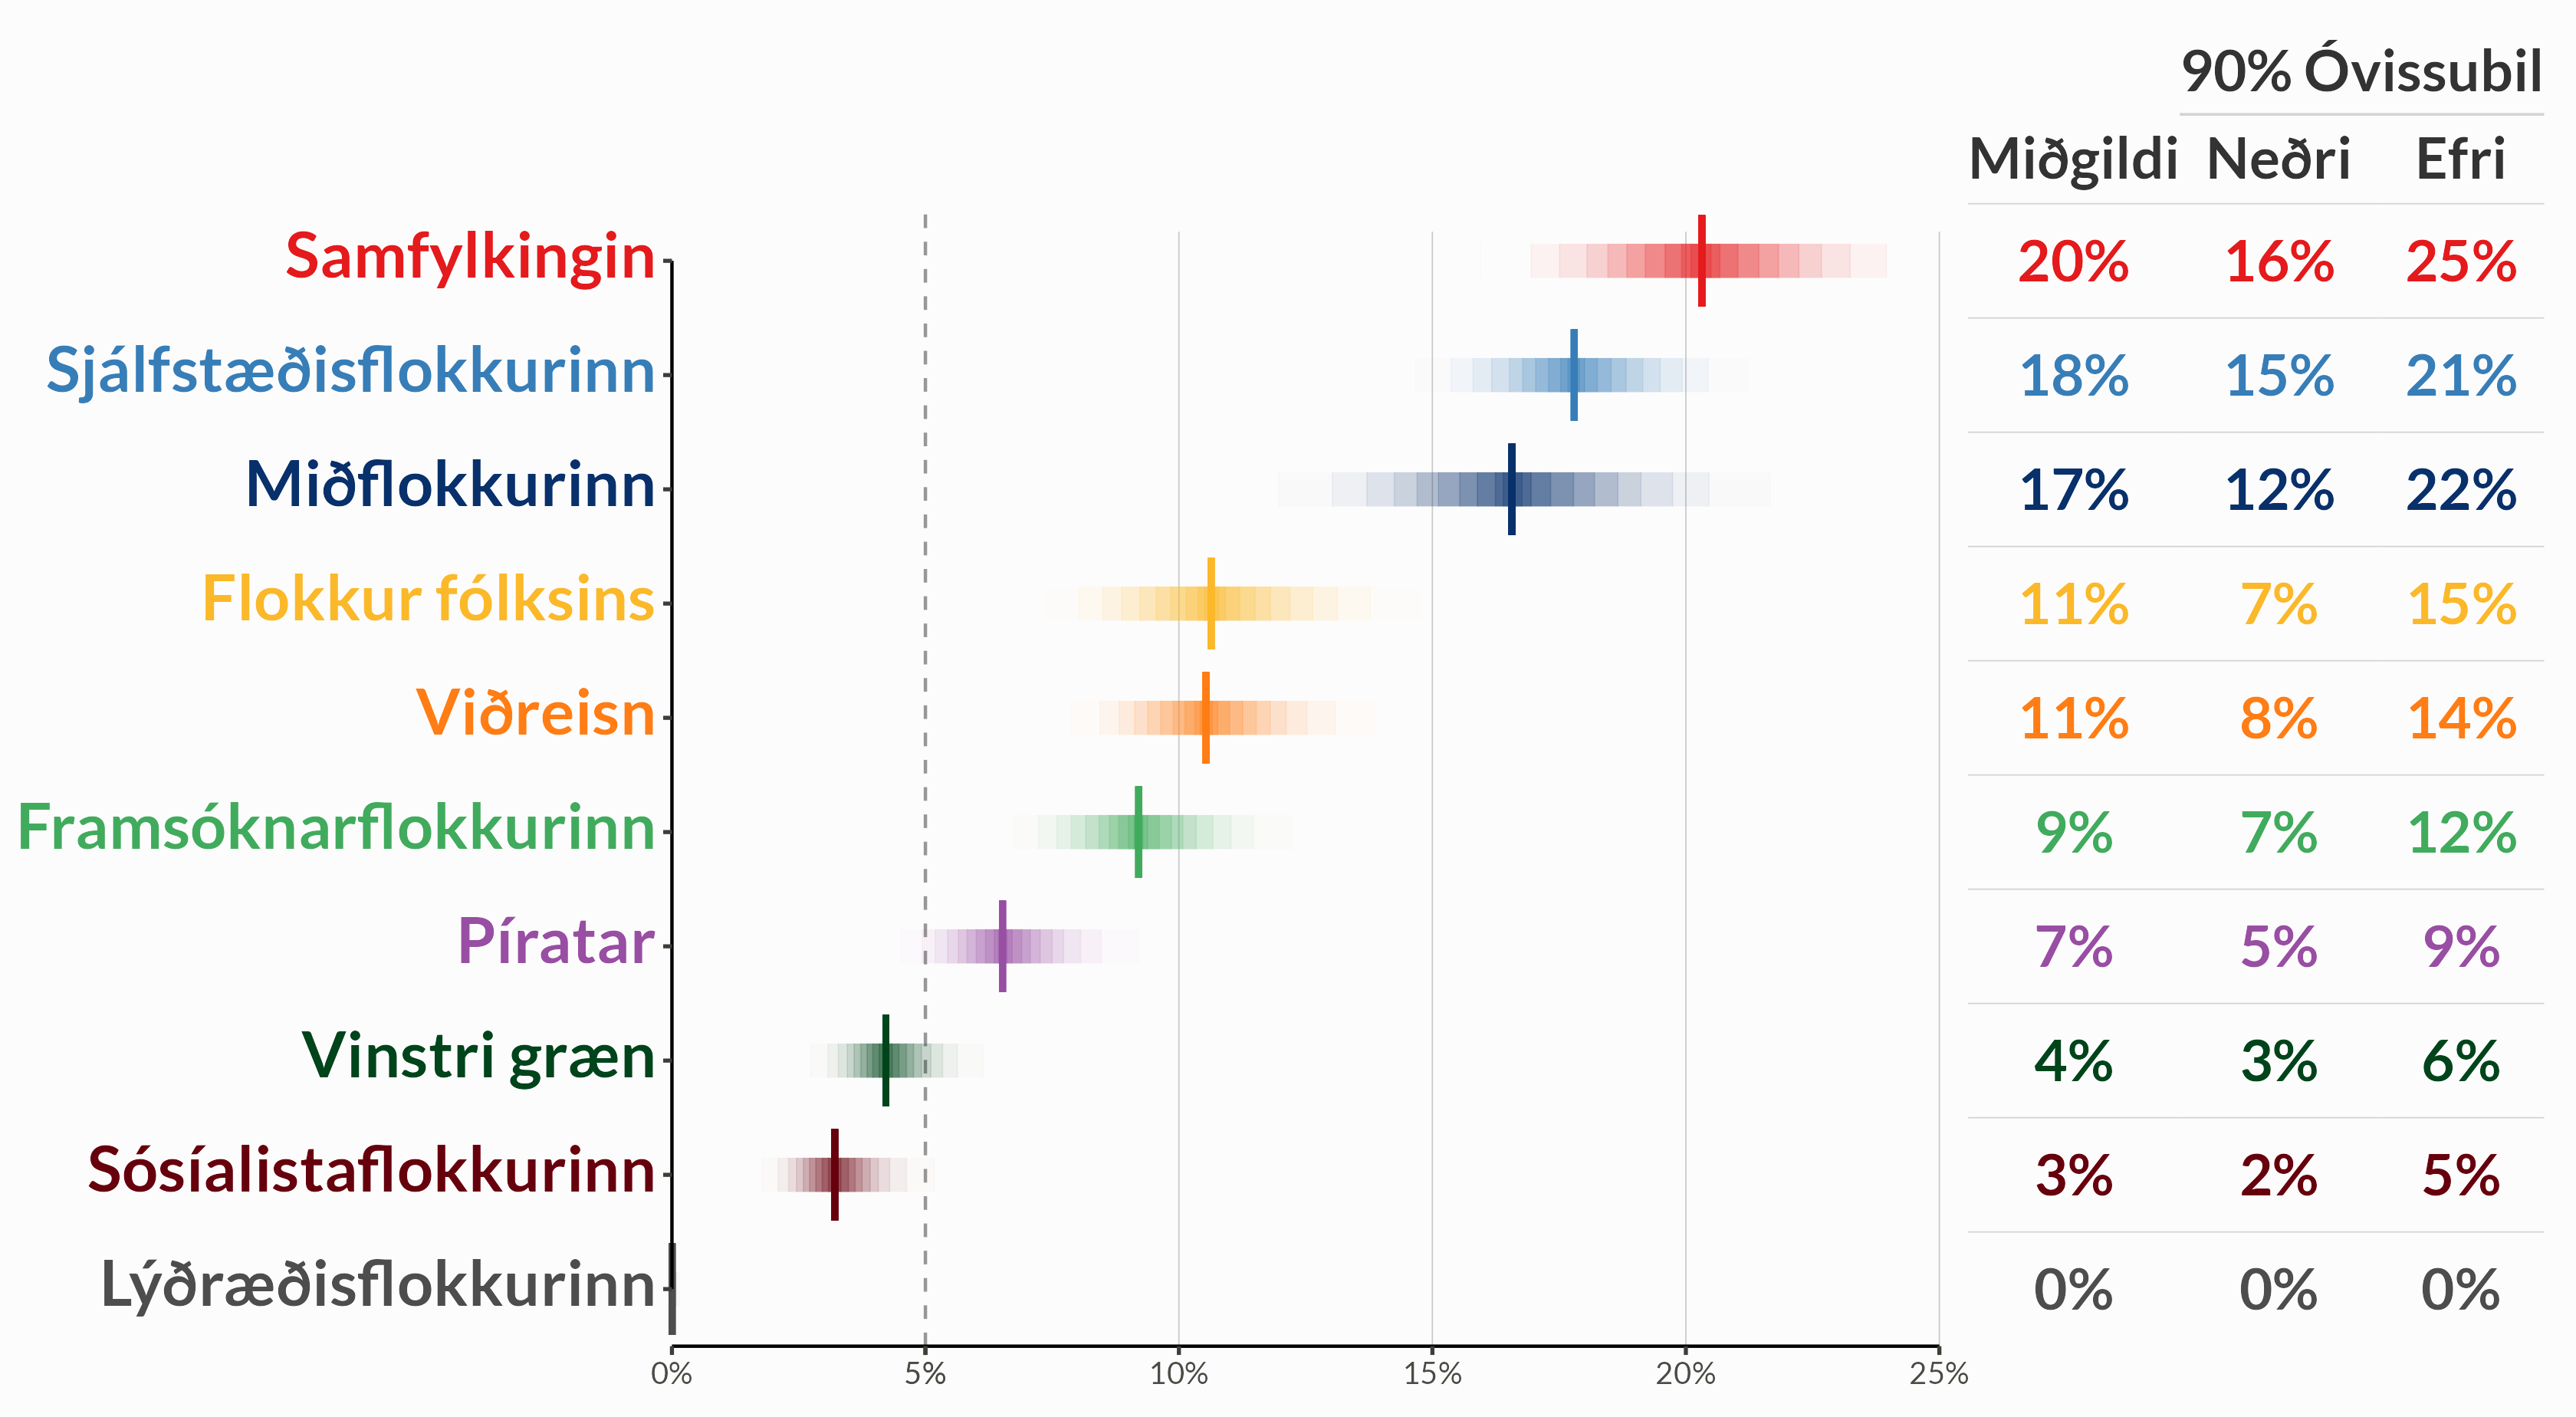 90% Óvissubil
Miðgildi Neðri Efri
Samfylkingin 20% 16% 25%
Sjálfstæðisflokkurinn 18% 15% 21%
Miðflokkurinn 17% 12% 22%
Flokkur fólksins 11% 7% 15%
Viðreisn 11% 8% 14%
Framsóknarflokkurinn 9% 7% 12%
Píratar 7% 5% 9%
Vinstri græn 4% 3% 6%
Sósíalistaflokkurinn 3% 2% 5%
Lýðræðisflokkurinn 0% 0% 0%
0% 5% 10% 15% 20% 25%